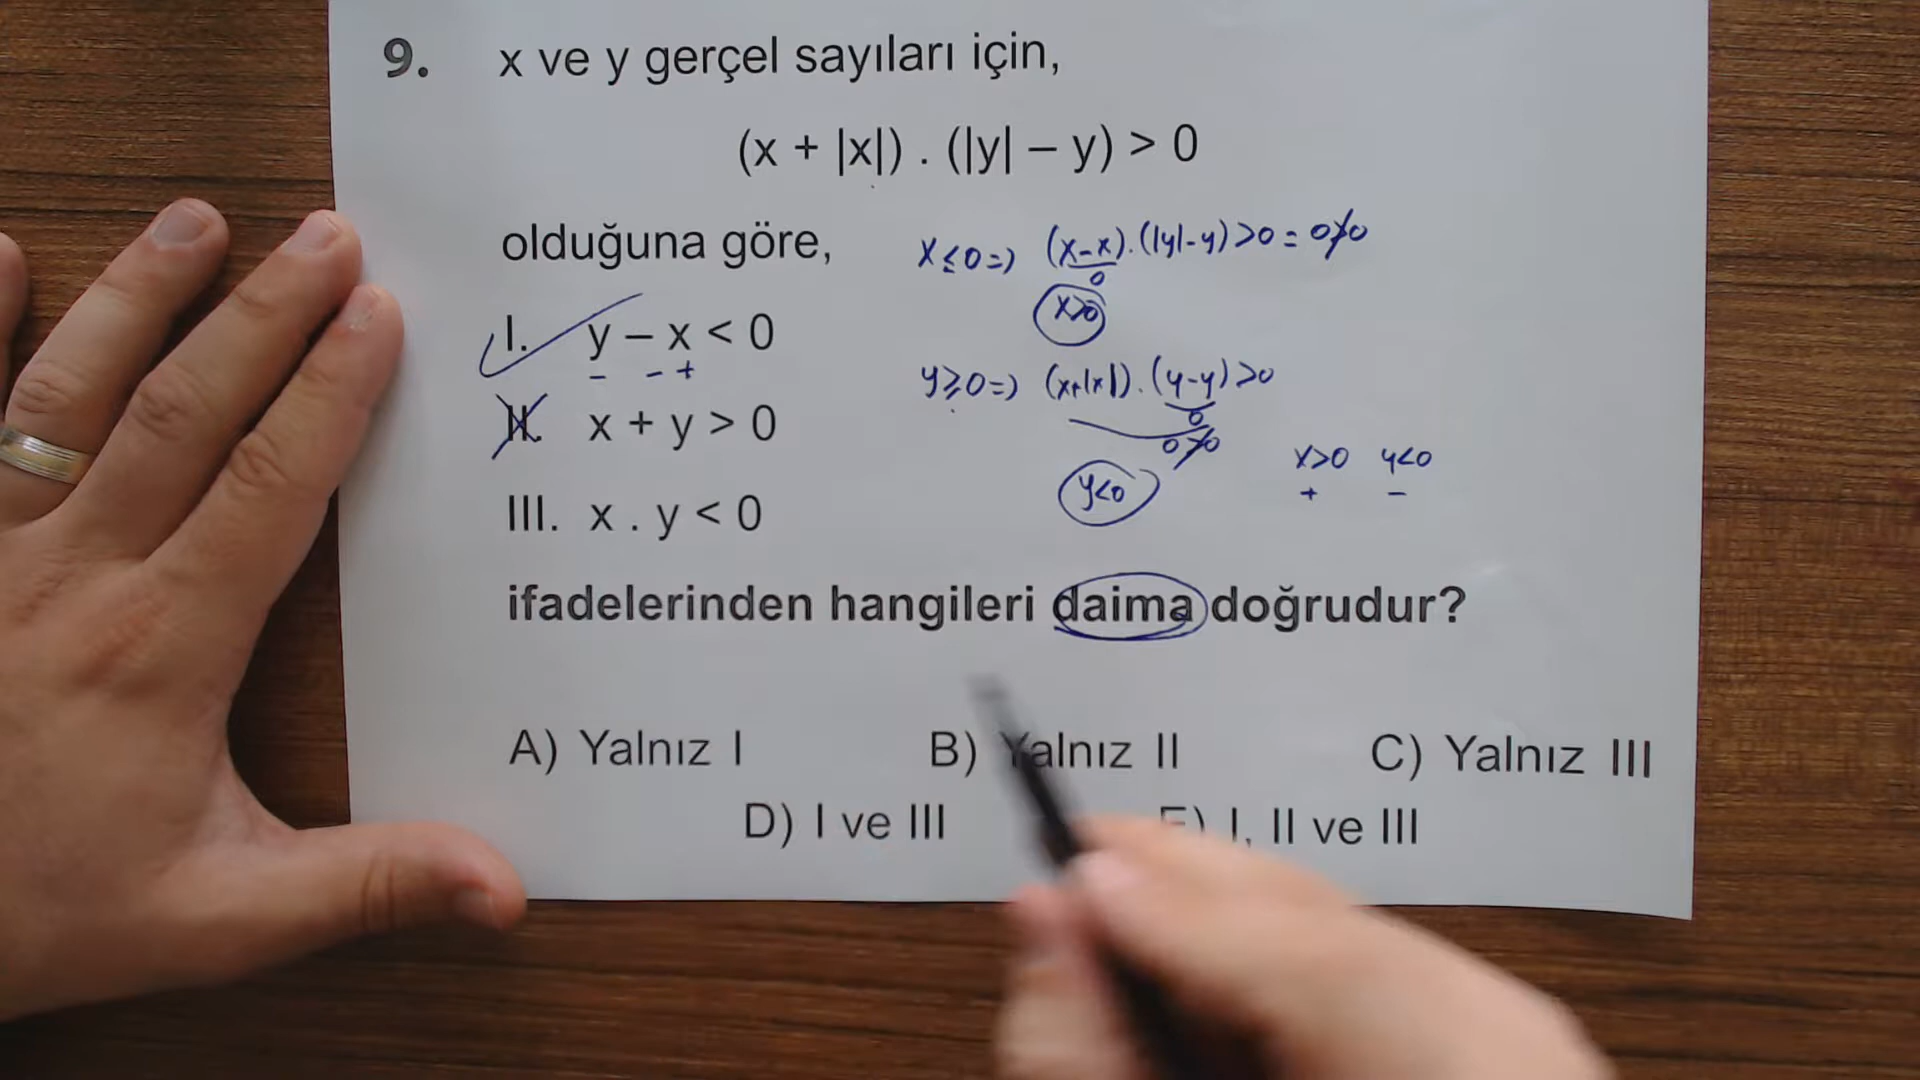 9. x ve y gerçel sayıları için,
(x + |x|) . (|y| – y) > 0
olduğuna göre,
x≤0=) (x-x).(|y|-y)>0 = 0≯0
0
x>0
I. y – x < 0
- - +
y≥0=) (x+|x|).(y-y)>0
0
0≯0
II. x + y > 0
x>0 y<0
+ -
y<0
III. x . y < 0
ifadelerinden hangileri daima doğrudur?
A) Yalnız I B) Yalnız II C) Yalnız III
D) I ve III E) I, II ve III